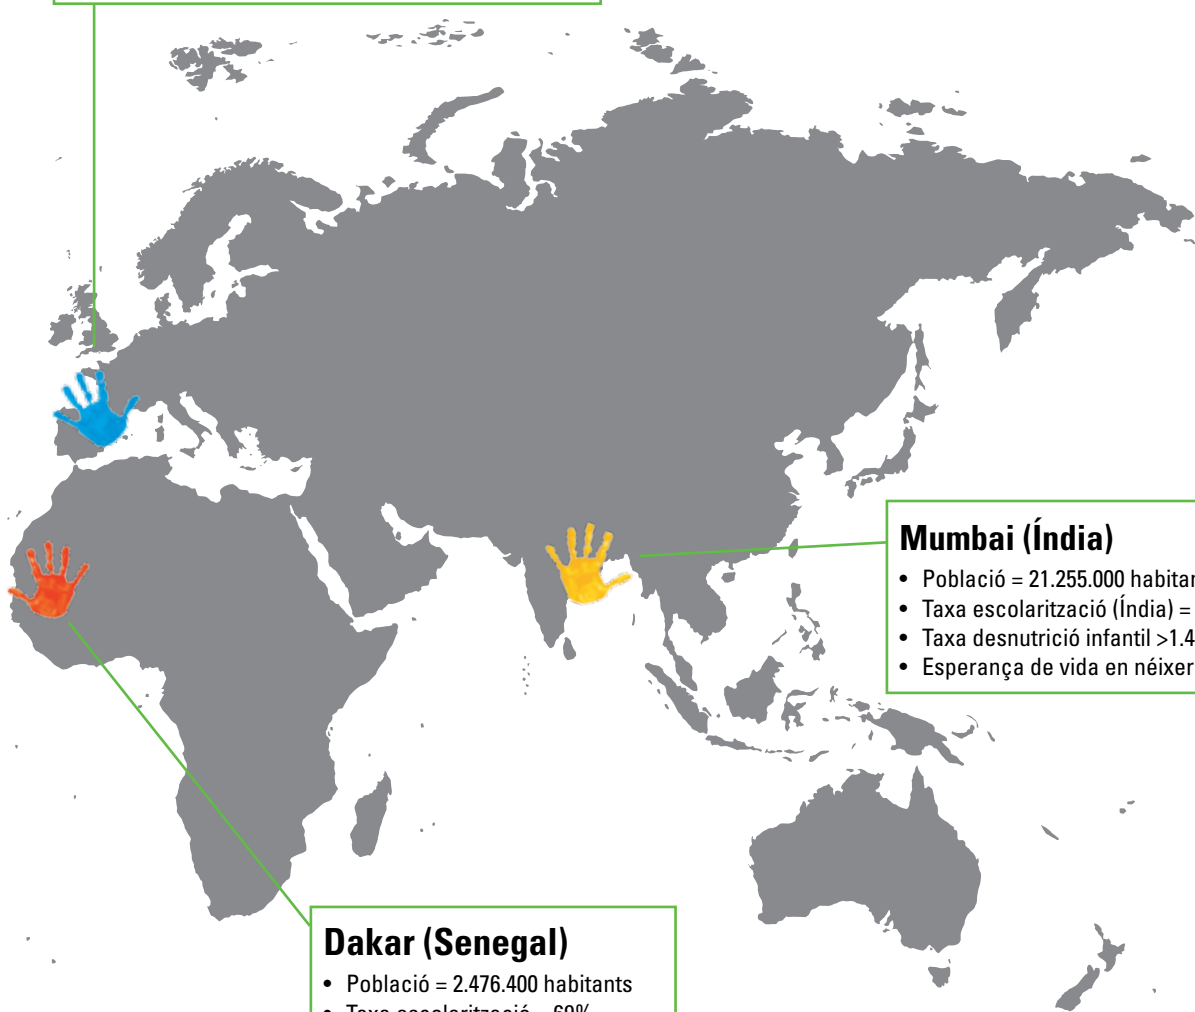 Mumbai (Índia)
• Població = 21.255.000
• Taxa escolarització (Índia) =
• Taxa desnutrició infantil >1.4
• Esperança de vida en néixer
Dakar (Senegal)
• Població = 2.476.400 habitants